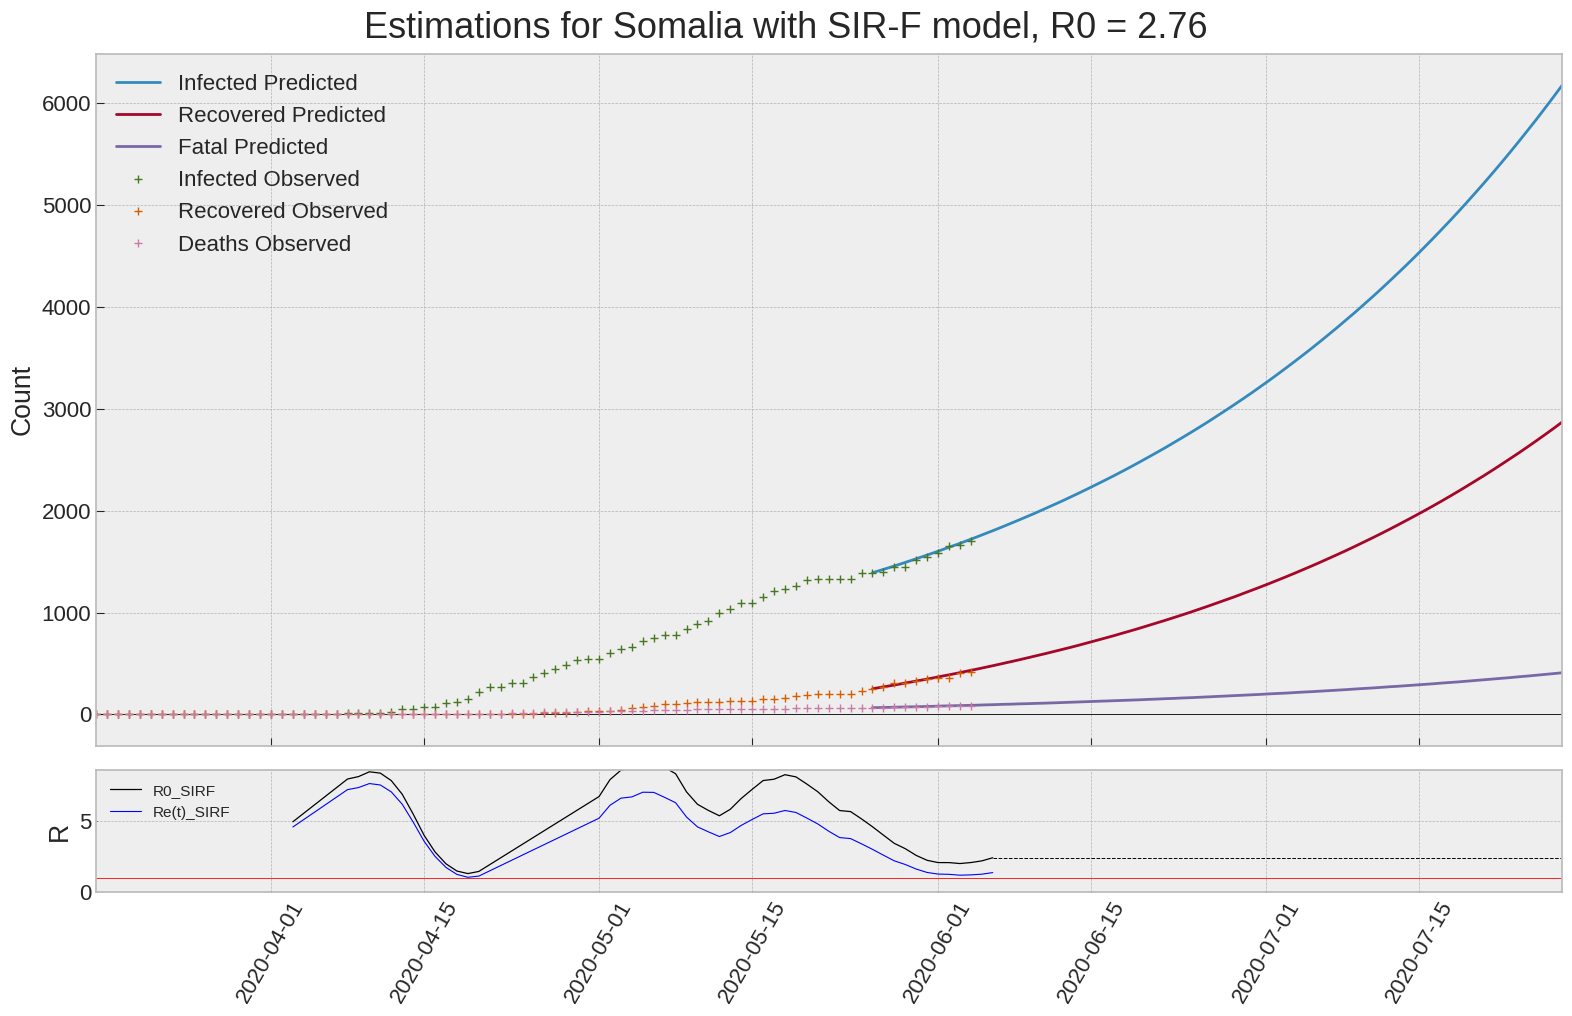 Estimations for Somalia with SIR-F model, R0 = 2.76
Infected Predicted
Recovered Predicted
Fatal Predicted
Infected Observed
Recovered Observed
Deaths Observed
Count
6000
5000
4000
3000
2000
1000
0
R0_SIRF
Re(t)_SIRF
R
5
0
2020-04-01
2020-04-15
2020-05-01
2020-05-15
2020-06-01
2020-06-15
2020-07-01
2020-07-15